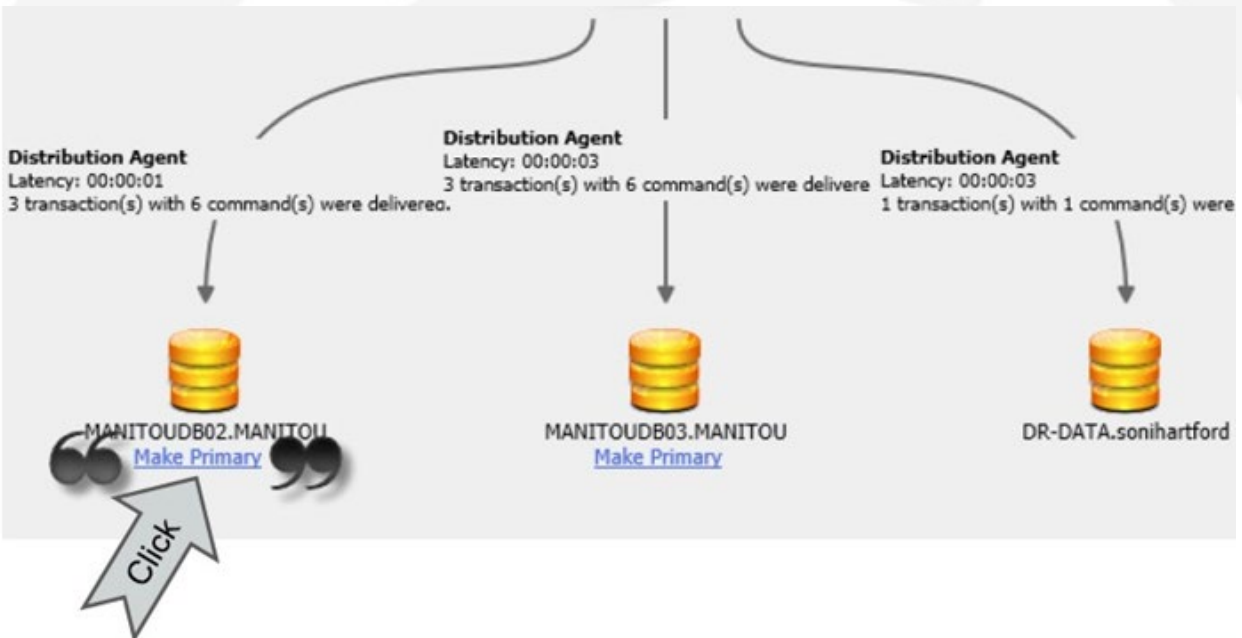 Distribution Agent
Latency: 00:00:01
3 transaction(s) with 6 command(s) were delivered.
Distribution Agent
Latency: 00:00:03
3 transaction(s) with 6 command(s) were delivere
Distribution Agent
Latency: 00:00:03
1 transaction(s) with 1 command(s) were
MANITOUDB02.MANITOU
“ Make Primary ”
MANITOUDB03.MANITOU
Make Primary
DR-DATA.sonihartford
Click